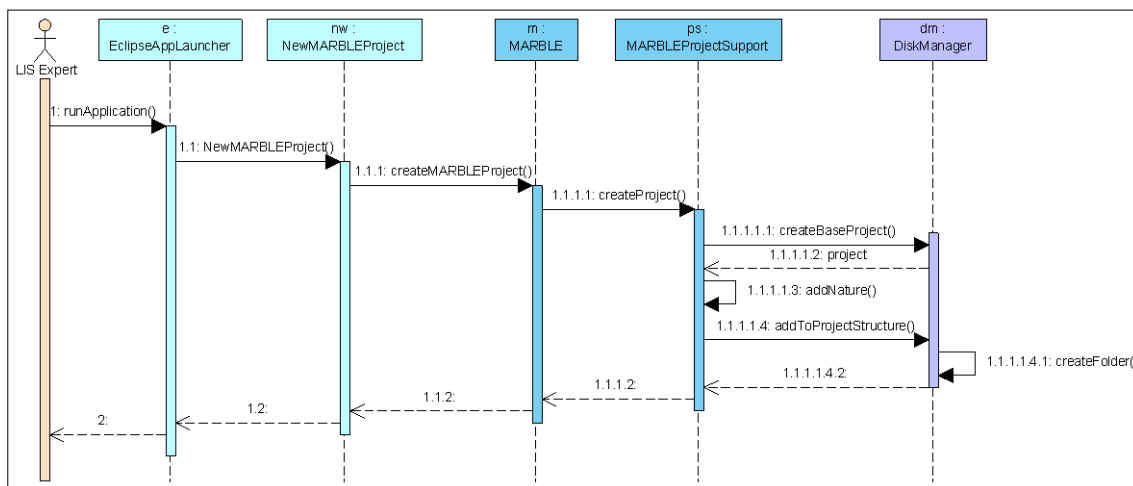 e :
EclipseAppLauncher
nw :
NewMARBLEProject
m :
MARBLE
ps :
MARBLEProjectSupport
dm :
DiskManager
LIS Expert
1: runApplication()
1.1: NewMARBLEProject()
1.1.1: createMARBLEProject()
1.1.1.1: createProject()
1.1.1.1.1: createBaseProject()
1.1.1.1.2: project
1.1.1.1.3: addNature()
1.1.1.1.4: addToProjectStructure()
1.1.1.1.4.1: createFolder(
1.1.1.1.4.2:
1.1.1.2:
1.1.2:
1.2:
2: